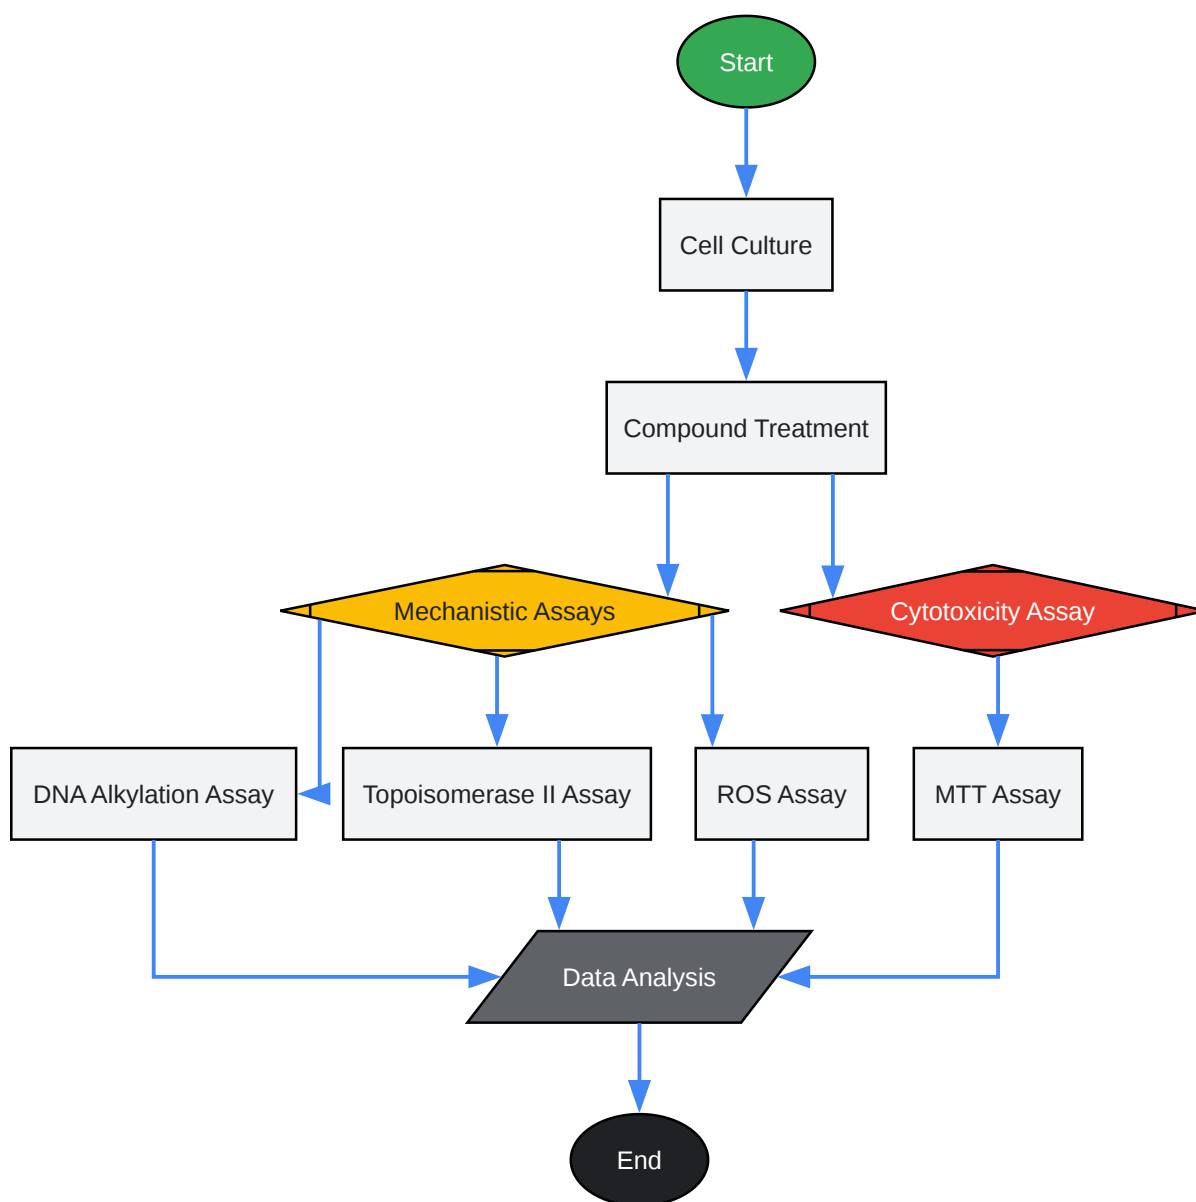 Start
Cell Culture
Compound Treatment
Mechanistic Assays
Cytotoxicity Assay
DNA Alkylation Assay
Topoisomerase II Assay
ROS Assay
MTT Assay
Data Analysis
End